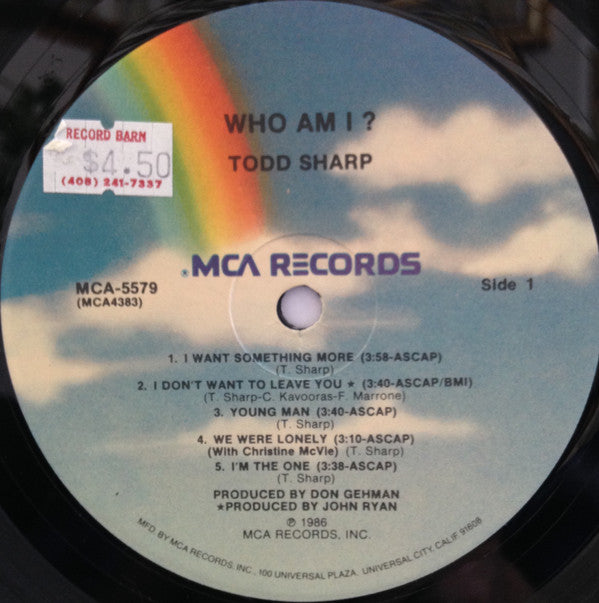 WHO AM I ?
TODD SHARP
RECORD BARN
$4.50
(408) 241-7337
®MCA RECORDS
MCA-5579
(MCA4383)
Side 1
1. I WANT SOMETHING MORE (3:58-ASCAP)
(T. Sharp)
2. I DON'T WANT TO LEAVE YOU ★ (3:40-ASCAP/BMI)
(T. Sharp-C. Kavooras-F. Marrone)
3. YOUNG MAN (3:40-ASCAP)
(T. Sharp)
4. WE WERE LONELY (3:10-ASCAP)
(With Christine McVie) (T. Sharp)
5. I'M THE ONE (3:38-ASCAP)
(T. Sharp)
PRODUCED BY DON GEHMAN
★PRODUCED BY JOHN RYAN
℗ 1986
MCA RECORDS, INC.
MFD BY MCA RECORDS, INC., 100 UNIVERSAL PLAZA, UNIVERSAL CITY, CALIF. 91608